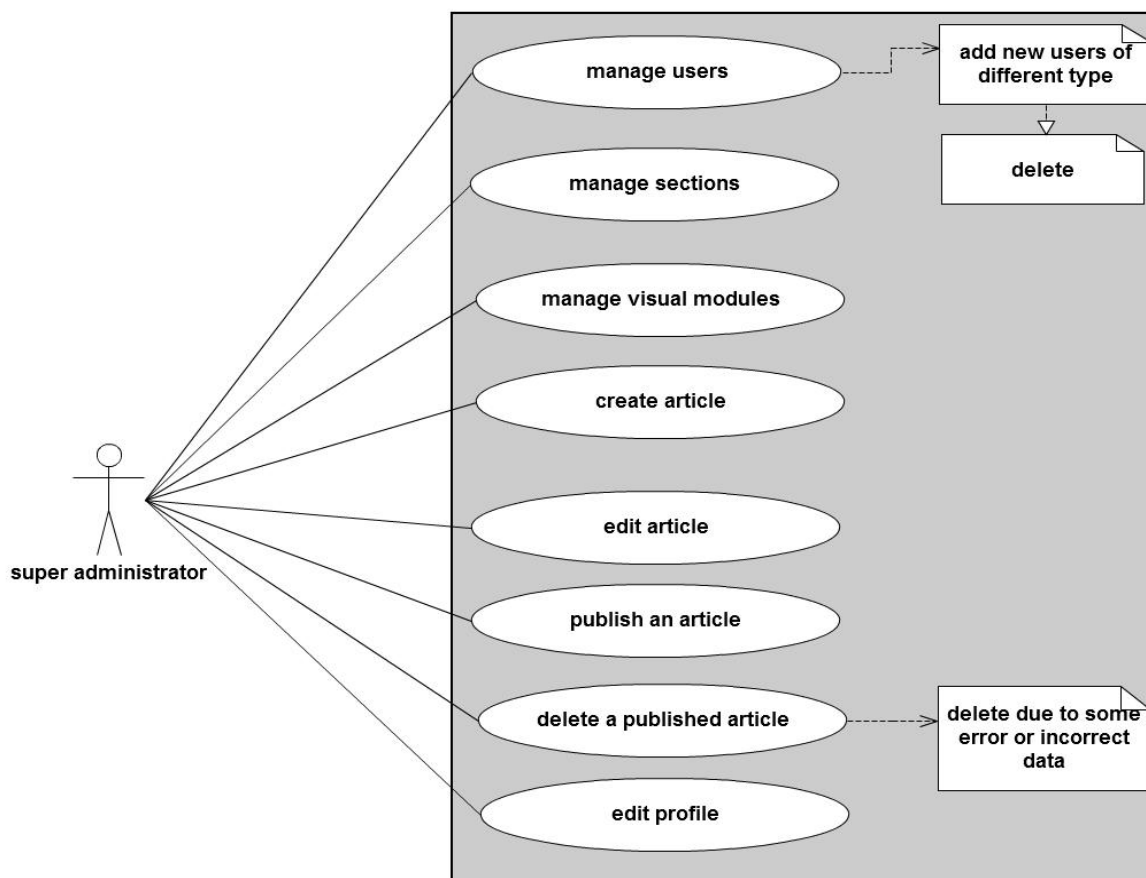 manage users
add new users of
different type
delete
manage sections
manage visual modules
create article
super administrator
edit article
publish an article
delete a published article
delete due to some
error or incorrect
data
edit profile